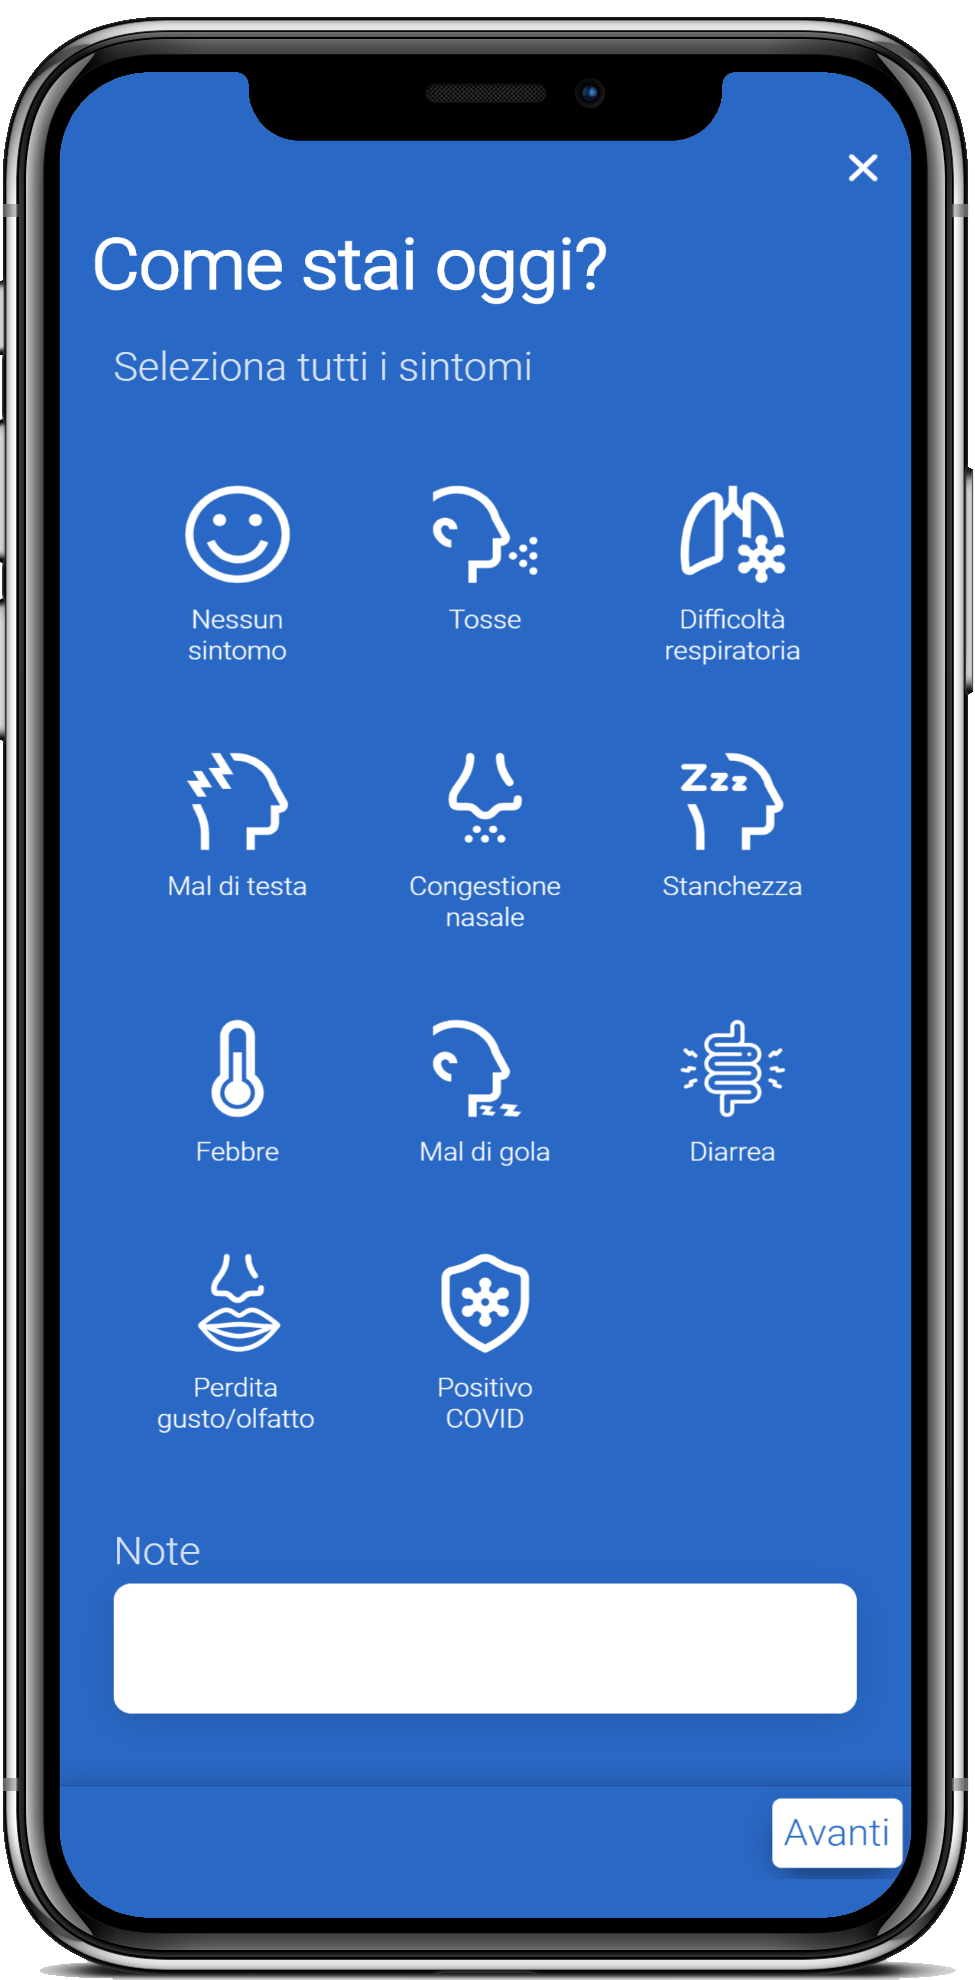 Come stai oggi?
Seleziona tutti i sintomi
Nessun
sintomo
Tosse
Difficoltà
respiratoria
Mal di testa
Congestione
nasale
Stanchezza
Febbre
Mal di gola
Diarrea
Perdita
gusto/olfatto
Positivo
COVID
Note
Avanti